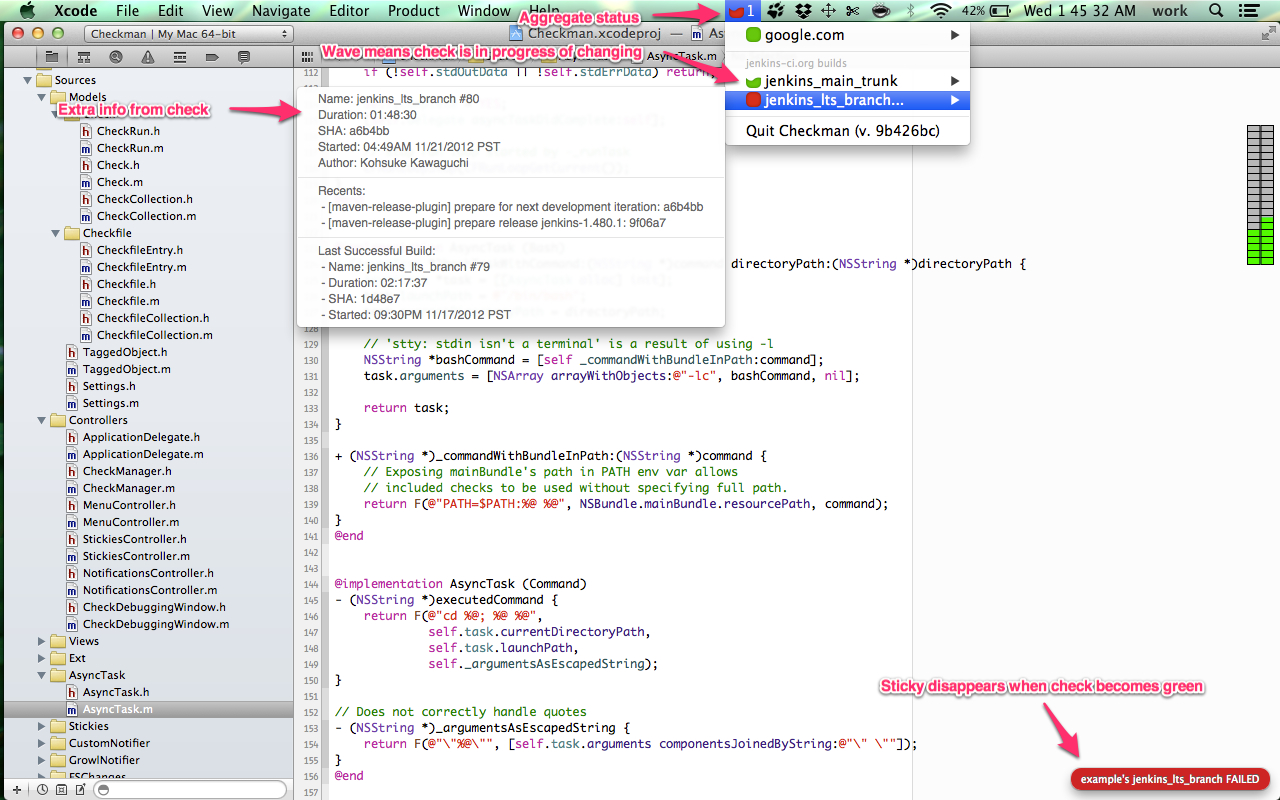 Xcode File Edit View Navigate Editor Product Window Help
1 42% Wed 1 45 32 AM work
Aggregate status
Checkman | My Mac 64-bit
Checkman.xcodeproj —
Wave means check is in progress of changing
AsyncTask.m
google.com
jenkins-ci.org builds
jenkins_main_trunk
jenkins_lts_branch...
Quit Checkman (v. 9b426bc)
Extra info from check
Name: jenkins_lts_branch #80
Duration: 01:48:30
SHA: a6b4bb
Started: 04:49AM 11/21/2012 PST
Author: Kohsuke Kawaguchi
Recents:
- [maven-release-plugin] prepare for next development iteration: a6b4bb
- [maven-release-plugin] prepare release jenkins-1.480.1: 9f06a7
Last Successful Build:
- Name: jenkins_lts_branch #79
- Duration: 02:17:37
- SHA: 1d48e7
- Started: 09:30PM 11/17/2012 PST
Sources
Models
CheckRun.h
CheckRun.m
Check.h
Check.m
CheckCollection.h
CheckCollection.m
Checkfile
CheckfileEntry.h
CheckfileEntry.m
Checkfile.h
Checkfile.m
CheckfileCollection.h
CheckfileCollection.m
TaggedObject.h
TaggedObject.m
Settings.h
Settings.m
Controllers
ApplicationDelegate.h
ApplicationDelegate.m
CheckManager.h
CheckManager.m
MenuController.h
MenuController.m
StickiesController.h
StickiesController.m
NotificationsController.h
NotificationsController.m
CheckDebuggingWindow.h
CheckDebuggingWindow.m
Views
Ext
AsyncTask
AsyncTask.h
AsyncTask.m
Stickies
CustomNotifier
GrowlNotifier
FSChanges
112 if (!self.stdOutData || !self.stdErrData) return;
directoryPath:(NSString *)directoryPath {
128
129 // 'stty: stdin isn't a terminal' is a result of using -l
130 NSString *bashCommand = [self _commandWithBundleInPath:command];
131 task.arguments = [NSArray arrayWithObjects:@"-lc", bashCommand, nil];
132
133 return task;
134 }
135
136 + (NSString *)_commandWithBundleInPath:(NSString *)command {
137 // Exposing mainBundle's path in PATH env var allows
138 // included checks to be used without specifying full path.
139 return F(@"PATH=$PATH:%@ %@", NSBundle.mainBundle.resourcePath, command);
140 }
141 @end
142
143
144 @implementation AsyncTask (Command)
145 - (NSString *)executedCommand {
146 return F(@"cd %@; %@ %@",
147 self.task.currentDirectoryPath,
148 self.task.launchPath,
149 self._argumentsAsEscapedString);
150 }
151
152 // Does not correctly handle quotes
153 - (NSString *)_argumentsAsEscapedString {
154 return F(@"\"%@\"", [self.task.arguments componentsJoinedByString:@"\" \""]);
155 }
156 @end
157
Sticky disappears when check becomes green
example's jenkins_lts_branch FAILED